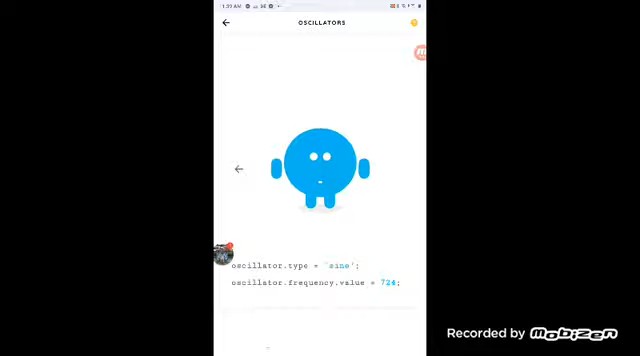 1:39 AM
OSCILLATORS
oscillator.type = "sine";
oscillator.frequency.value = 724;
Recorded by Mobizen